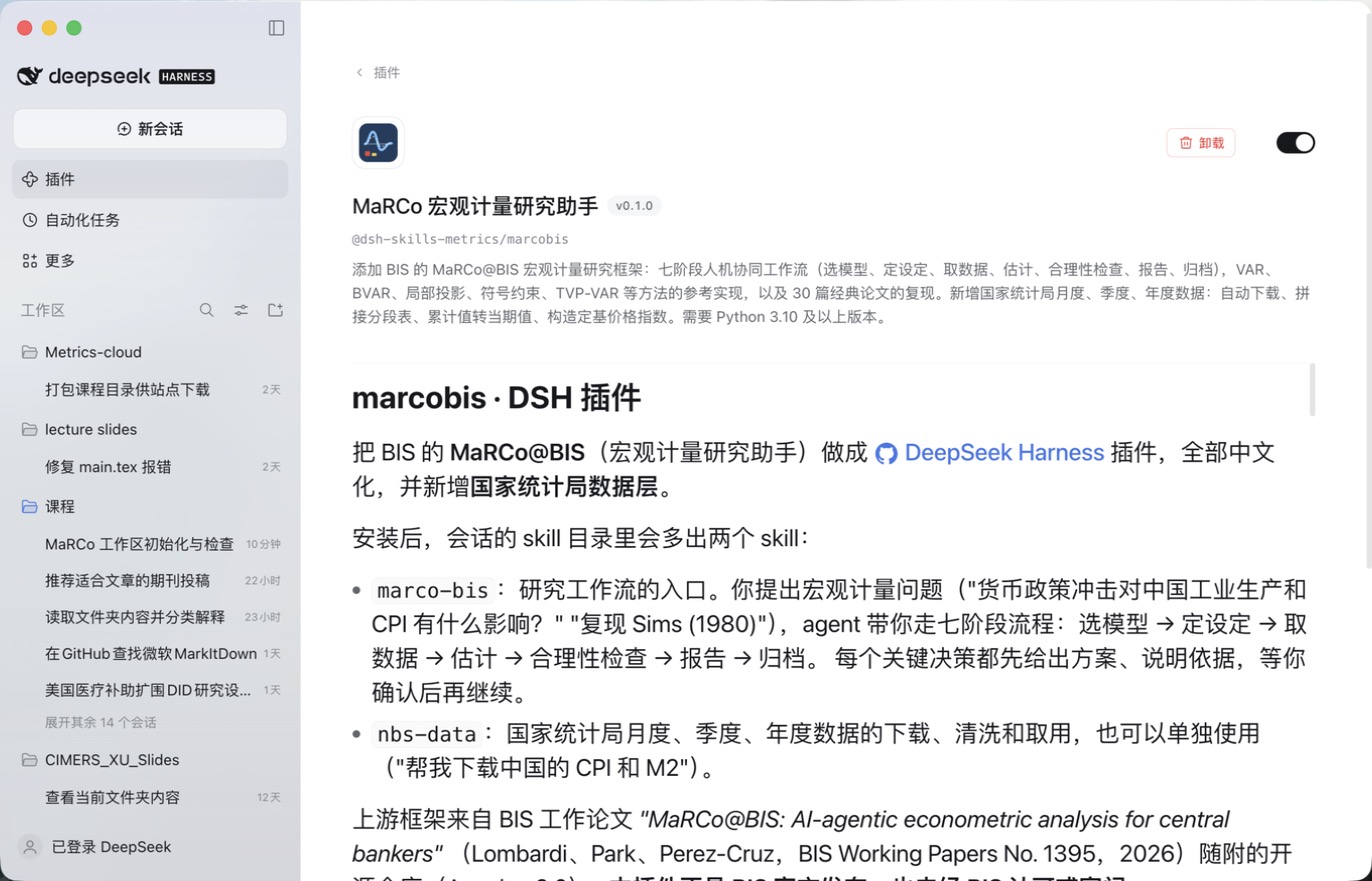 deepseek HARNESS
新会话
插件
自动化任务
更多
工作区
Metrics-cloud
打包课程目录供站点下载 2天
lecture slides
修复 main.tex 报错 2天
课程
MaRCo 工作区初始化与检查 10分钟
推荐适合文章的期刊投稿 22小时
读取文件夹内容并分类解释 23小时
在GitHub查找微软MarkItDown 1天
美国医疗补助扩围DID研究设... 1天
展开其余 14 个会话
CIMERS_XU_Slides
查看当前文件夹内容 12天
已登录 DeepSeek
插件
卸载
MaRCo 宏观计量研究助手 v0.1.0
@dsh-skills-metrics/marcobis
添加 BIS 的 MaRCo@BIS 宏观计量研究框架：七阶段人机协同工作流（选模型、定设定、取数据、估计、合理性检查、报告、归档），VAR、
BVAR、局部投影、符号约束、TVP-VAR 等方法的参考实现，以及 30 篇经典论文的复现。新增国家统计局月度、季度、年度数据：自动下载、拼
接分段表、累计值转当期值、构造定基价格指数。需要 Python 3.10 及以上版本。
marcobis · DSH 插件
把 BIS 的 MaRCo@BIS（宏观计量研究助手）做成 DeepSeek Harness 插件，全部中文
化，并新增国家统计局数据层。
安装后，会话的 skill 目录里会多出两个 skill：
• marco-bis：研究工作流的入口。你提出宏观计量问题（"货币政策冲击对中国工业生产和
CPI 有什么影响？" "复现 Sims (1980)"），agent 带你走七阶段流程：选模型 → 定设定 → 取
数据 → 估计 → 合理性检查 → 报告 → 归档。 每个关键决策都先给出方案、说明依据，等你
确认后再继续。
• nbs-data：国家统计局月度、季度、年度数据的下载、清洗和取用，也可以单独使用
（"帮我下载中国的 CPI 和 M2"）。
上游框架来自 BIS 工作论文 "MaRCo@BIS: AI-agentic econometric analysis for central
bankers" （Lombardi、Park、Perez-Cruz，BIS Working Papers No. 1395，2026）随附的开